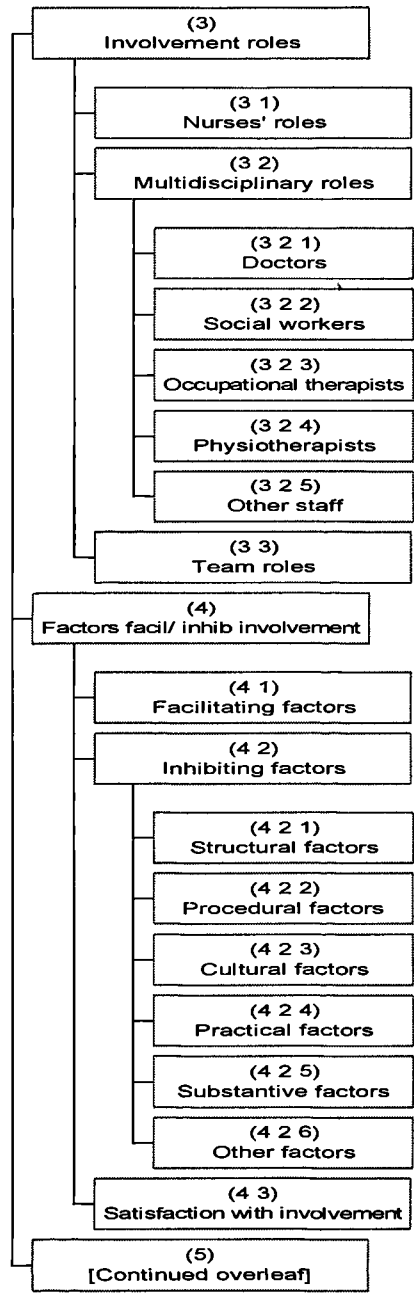 (3)
Involvement roles
(3 1)
Nurses' roles
(3 2)
Multidisciplinary roles
(3 2 1)
Doctors
(3 2 2)
Social workers
(3 2 3)
Occupational therapists
(3 2 4)
Physiotherapists
(3 2 5)
Other staff
(3 3)
Team roles
(4)
Factors facil/ inhib involvement
(4 1)
Facilitating factors
(4 2)
Inhibiting factors
(4 2 1)
Structural factors
(4 2 2)
Procedural factors
(4 2 3)
Cultural factors
(4 2 4)
Practical factors
(4 2 5)
Substantive factors
(4 2 6)
Other factors
(4 3)
Satisfaction with involvement
(5)
[Continued overleaf]